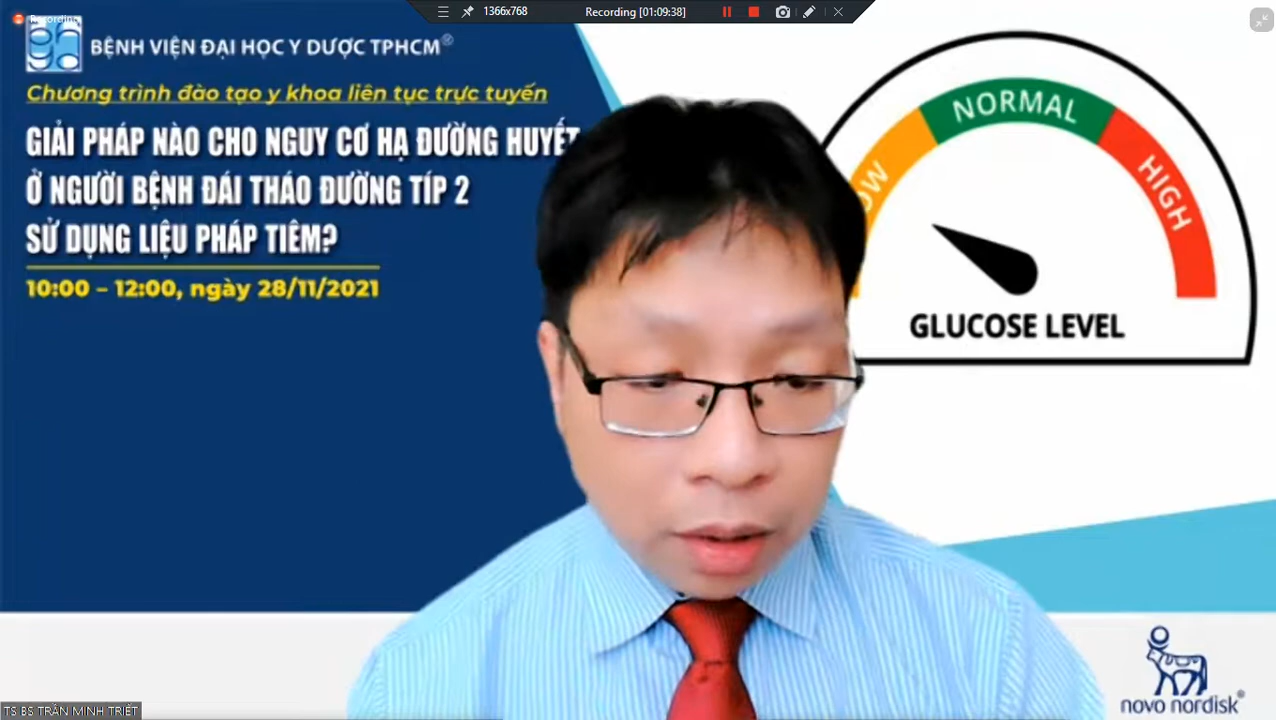 1366x768
Recording [01:09:38]
Recording
BỆNH VIỆN ĐẠI HỌC Y DƯỢC TPHCM®
Chương trình đào tạo y khoa liên tục trực tuyến
GIẢI PHÁP NÀO CHO NGUY CƠ HẠ ĐƯỜNG HUYẾT
Ở NGƯỜI BỆNH ĐÁI THÁO ĐƯỜNG TÍP 2
SỬ DỤNG LIỆU PHÁP TIÊM?
10:00 – 12:00, ngày 28/11/2021
NORMAL
HIGH
GLUCOSE LEVEL
novo nordisk®
TS BS TRẦN MINH TRIẾT